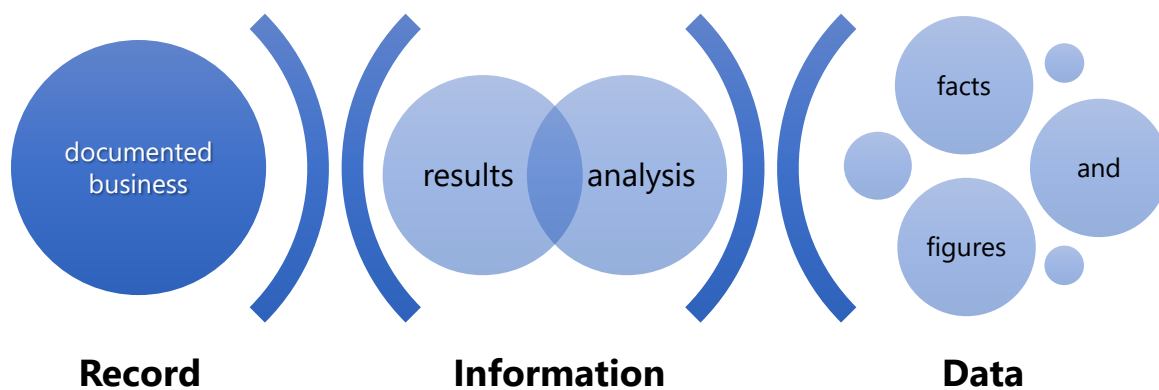 documented
business
results
analysis
facts
and
figures
Record
Information
Data